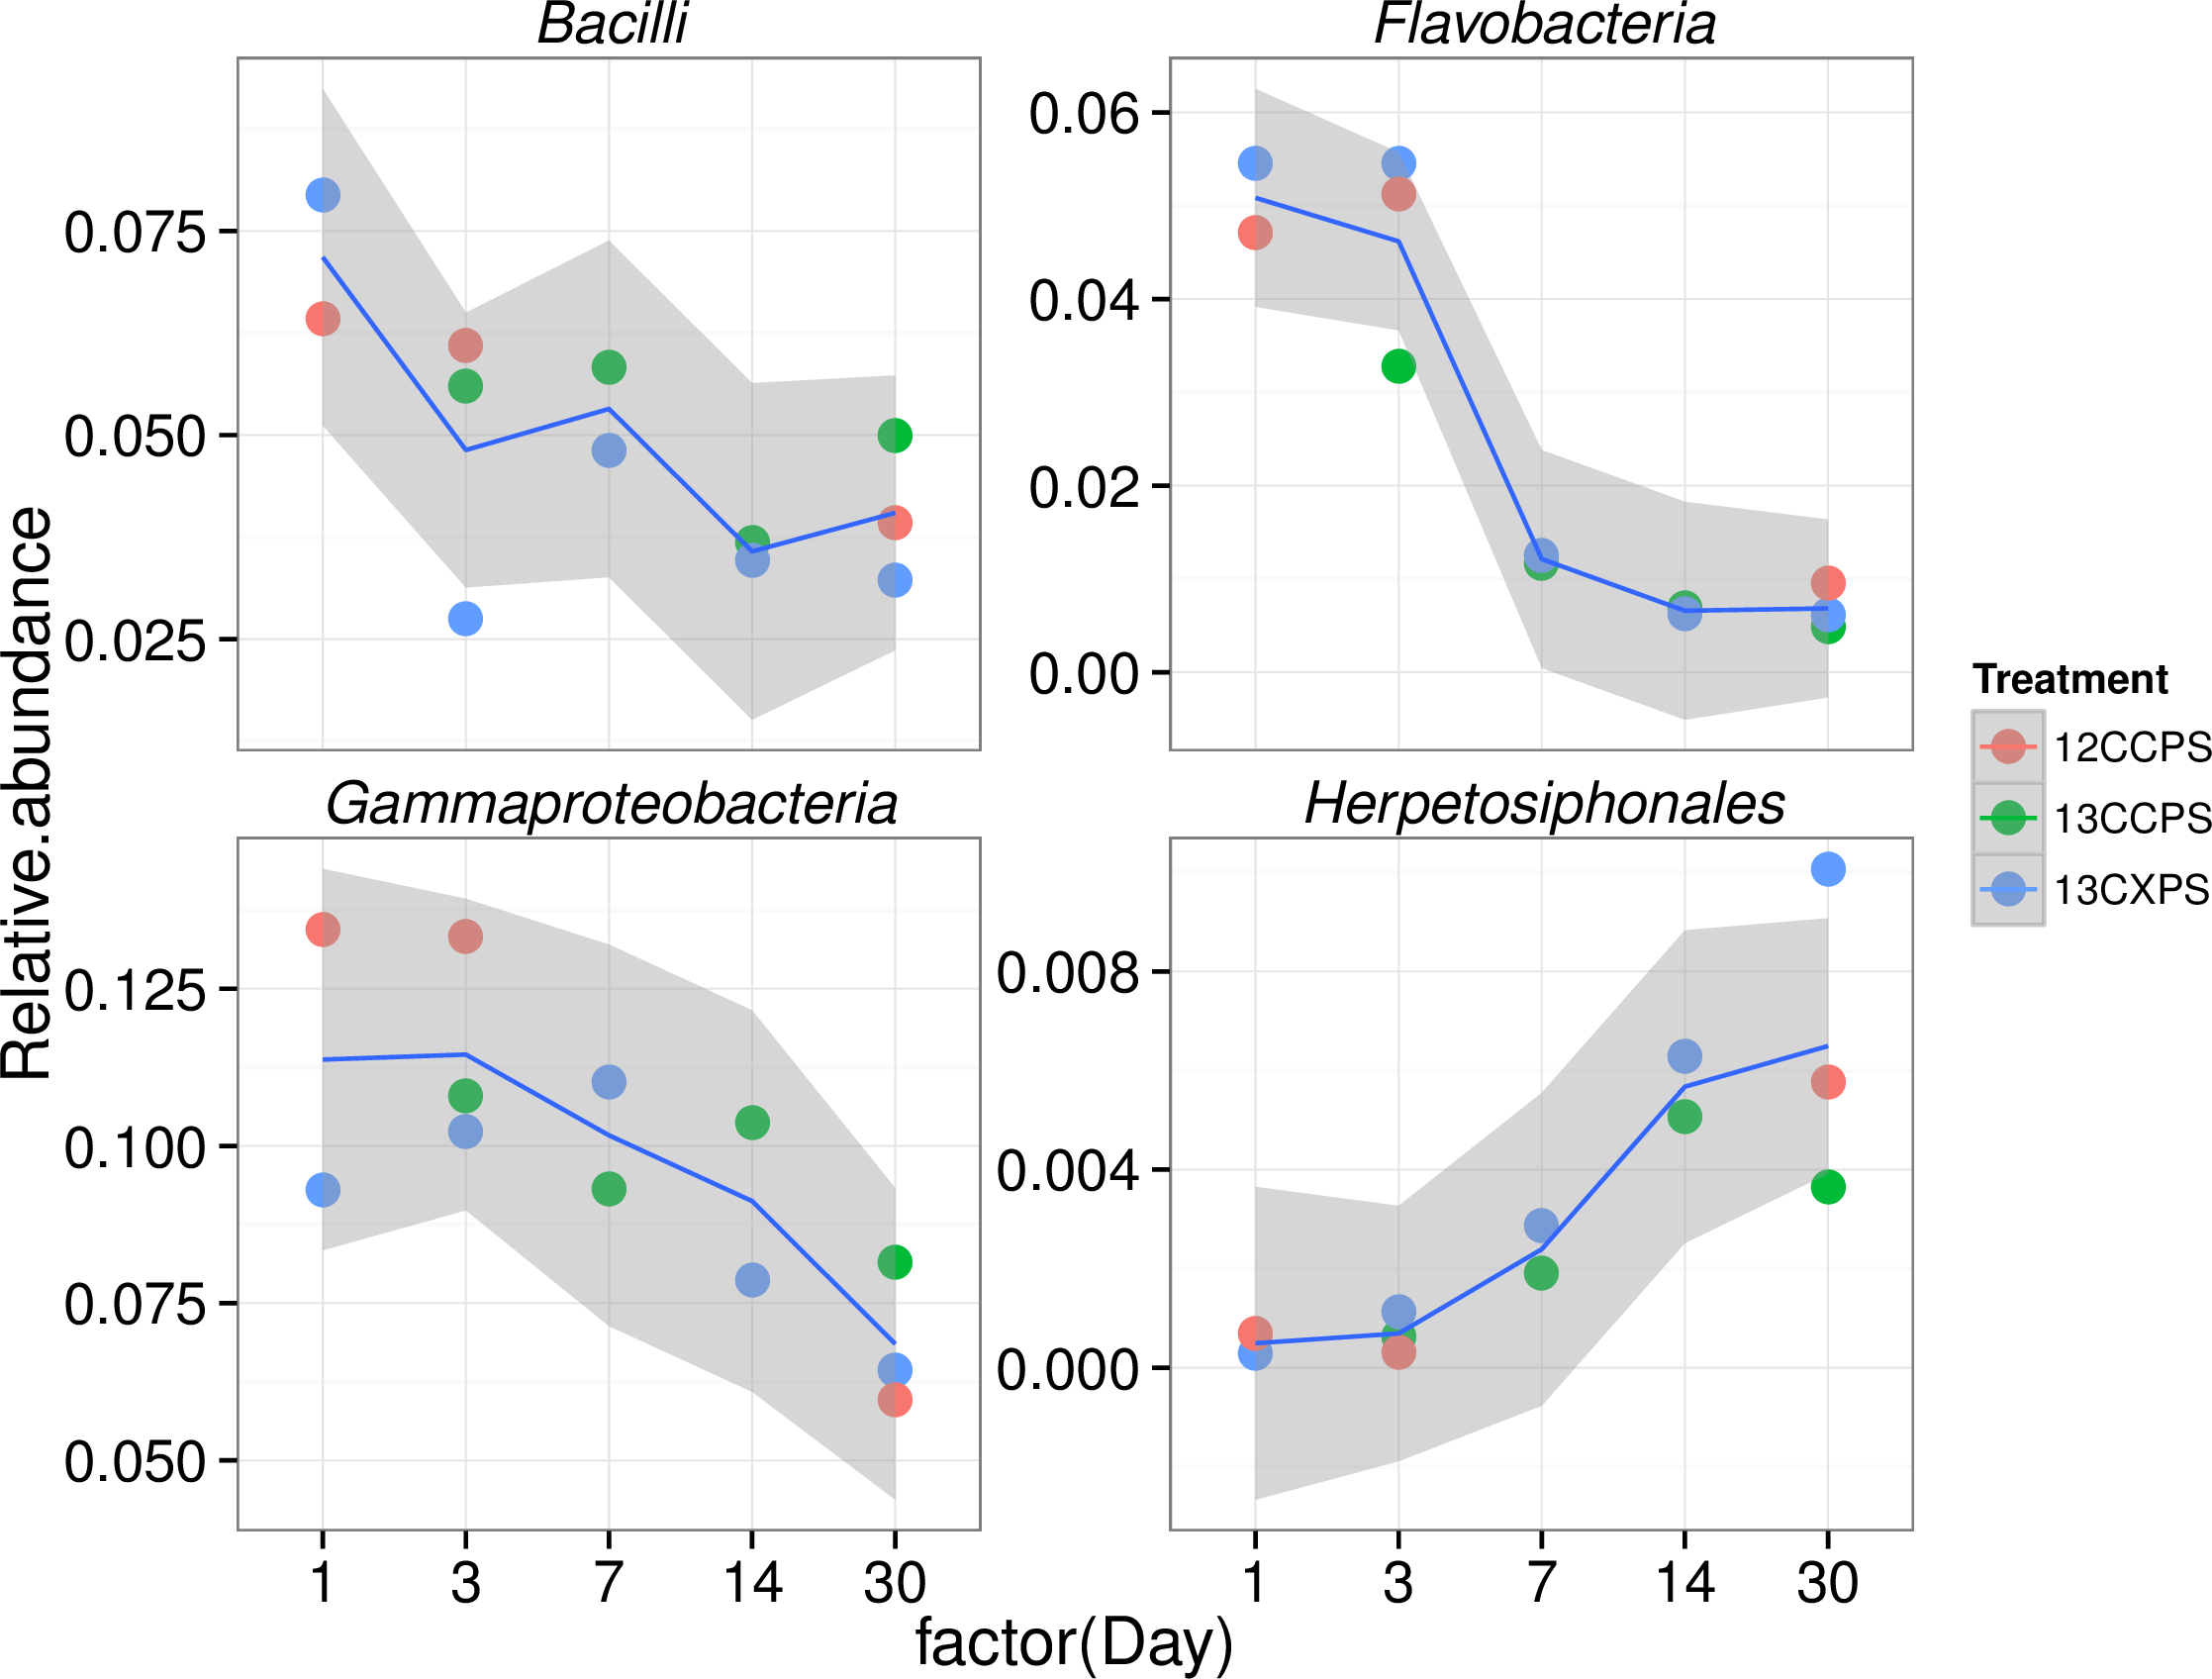 Bacilli
Flavobacteria
0.075
0.050
0.025
0.06
0.04
0.02
0.00
Relative.abundance
Gammaproteobacteria
Herpetosiphonales
0.125
0.100
0.075
0.050
0.008
0.004
0.000
1 3 7 14 30
1 3 7 14 30
factor(Day)
Treatment
12CCPS
13CCPS
13CXPS